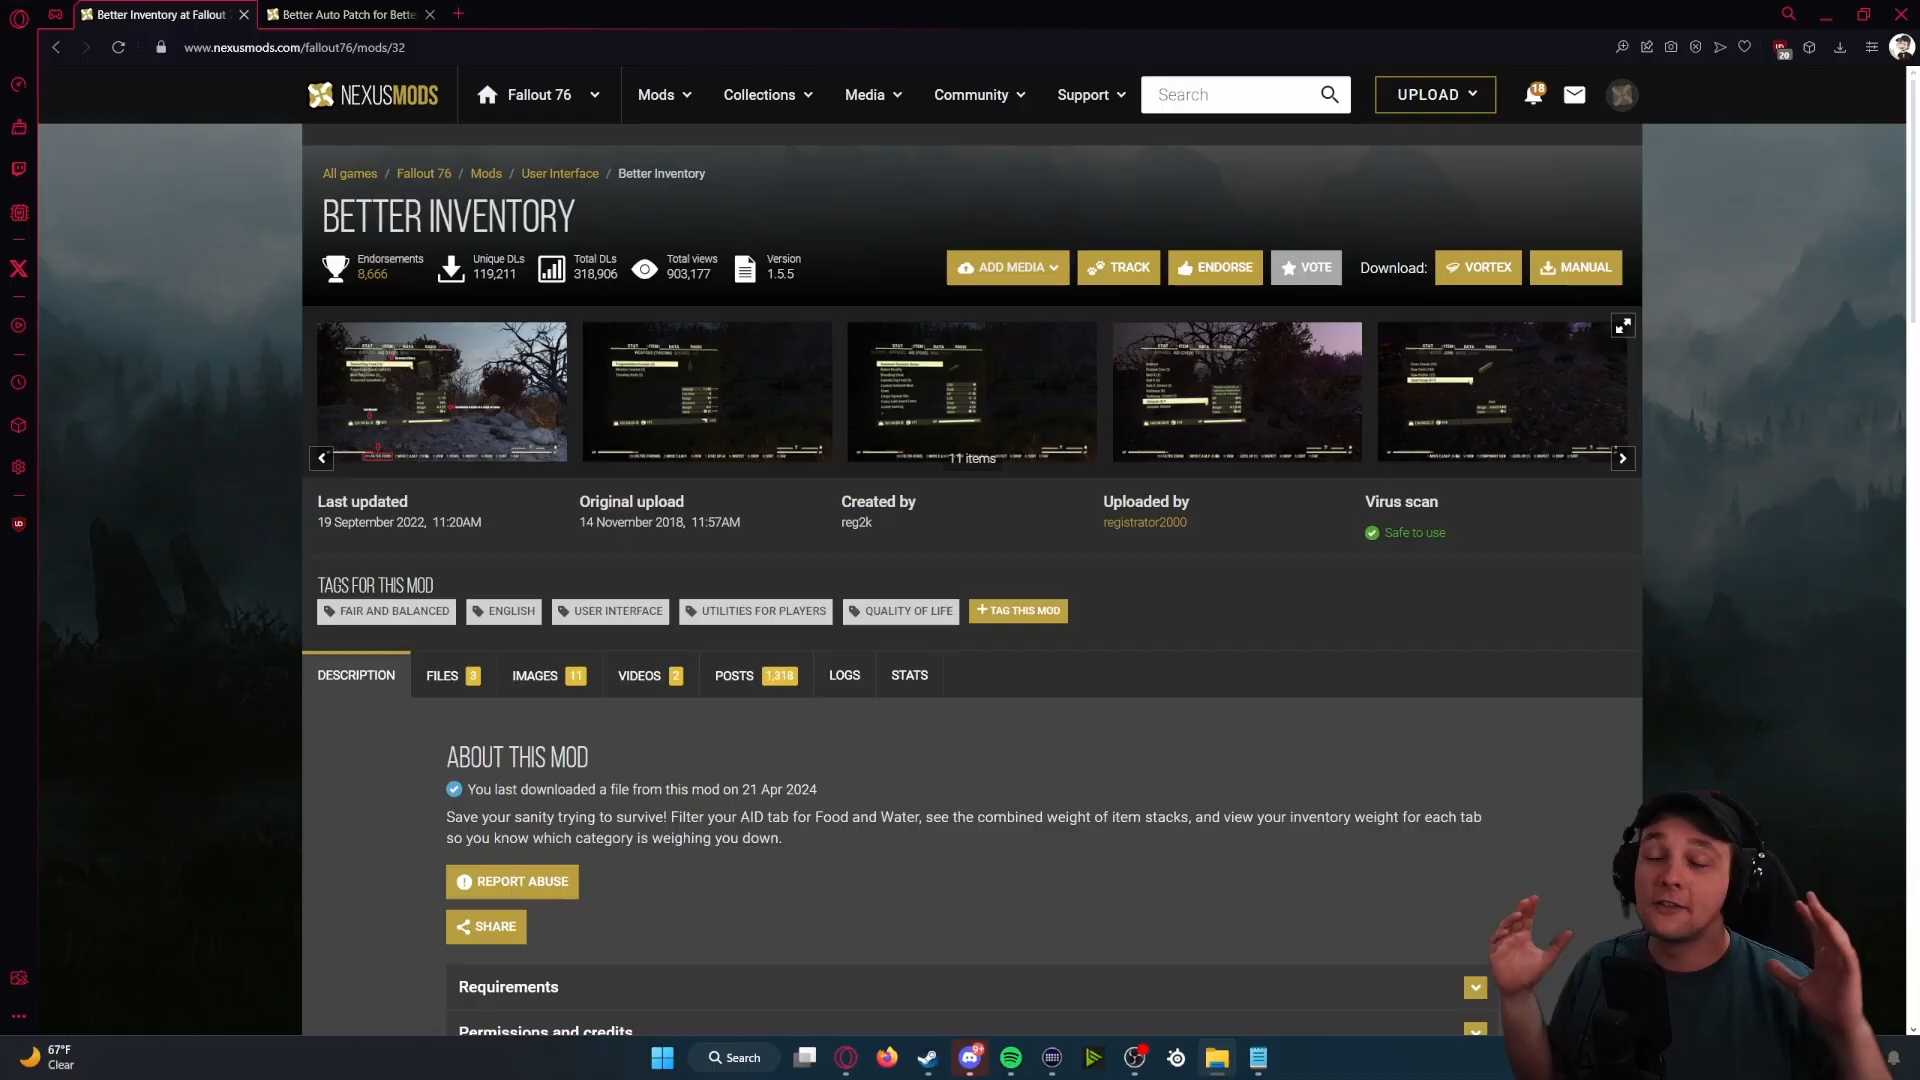 Better Inventory at Fallout
Better Auto Patch for Bette
www.nexusmods.com/fallout76/mods/32
20
NEXUSMODS
Fallout 76
Mods
Collections
Media
Community
Support
Search
UPLOAD
18
All games / Fallout 76 / Mods / User Interface / Better Inventory
BETTER INVENTORY
Endorsements
8,666
Unique DLs
119,211
Total DLs
318,906
Total views
903,177
Version
1.5.5
ADD MEDIA
TRACK
ENDORSE
VOTE
Download:
VORTEX
MANUAL
11 items
Last updated
19 September 2022, 11:20AM
Original upload
14 November 2018, 11:57AM
Created by
reg2k
Uploaded by
registrator2000
Virus scan
Safe to use
TAGS FOR THIS MOD
FAIR AND BALANCED
ENGLISH
USER INTERFACE
UTILITIES FOR PLAYERS
QUALITY OF LIFE
+ TAG THIS MOD
DESCRIPTION
FILES 3
IMAGES 11
VIDEOS 2
POSTS 1,318
LOGS
STATS
ABOUT THIS MOD
You last downloaded a file from this mod on 21 Apr 2024
Save your sanity trying to survive! Filter your AID tab for Food and Water, see the combined weight of item stacks, and view your inventory weight for each tab
so you know which category is weighing you down.
REPORT ABUSE
SHARE
Requirements
Permissions and credits
67°F
Clear
Search
9+